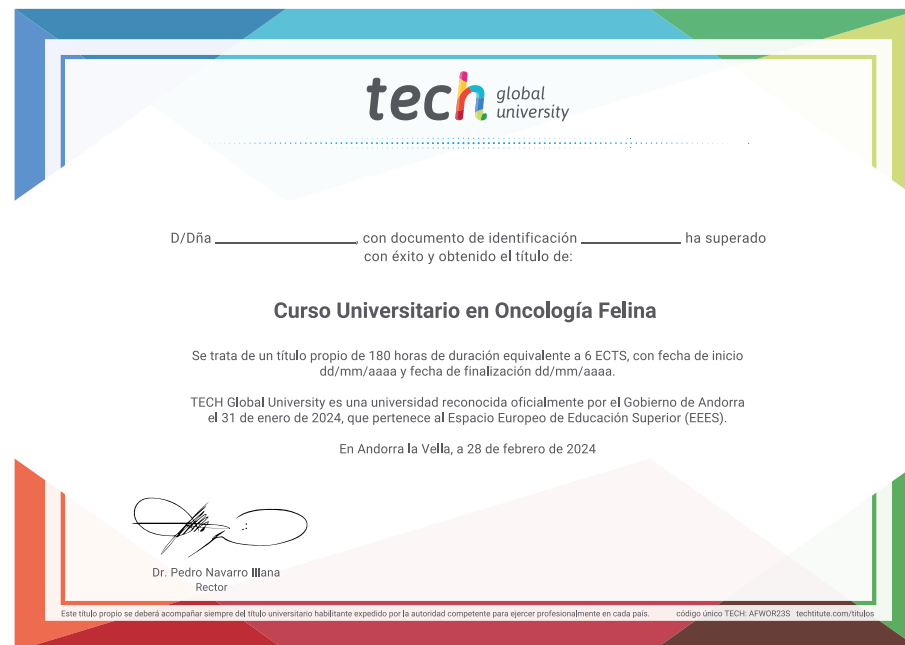 tech global university
D/Dña ____________________, con documento de identificación ______________ ha superado
con éxito y obtenido el título de:
Curso Universitario en Oncología Felina
Se trata de un título propio de 180 horas de duración equivalente a 6 ECTS, con fecha de inicio
dd/mm/aaaa y fecha de finalización dd/mm/aaaa.
TECH Global University es una universidad reconocida oficialmente por el Gobierno de Andorra
el 31 de enero de 2024, que pertenece al Espacio Europeo de Educación Superior (EEES).
En Andorra la Vella, a 28 de febrero de 2024
Dr. Pedro Navarro Illana
Rector
Este título propio se deberá acompañar siempre del título universitario habilitante expedido por la autoridad competente para ejercer profesionalmente en cada país. código único TECH: AFWOR23S techtitute.com/titulos